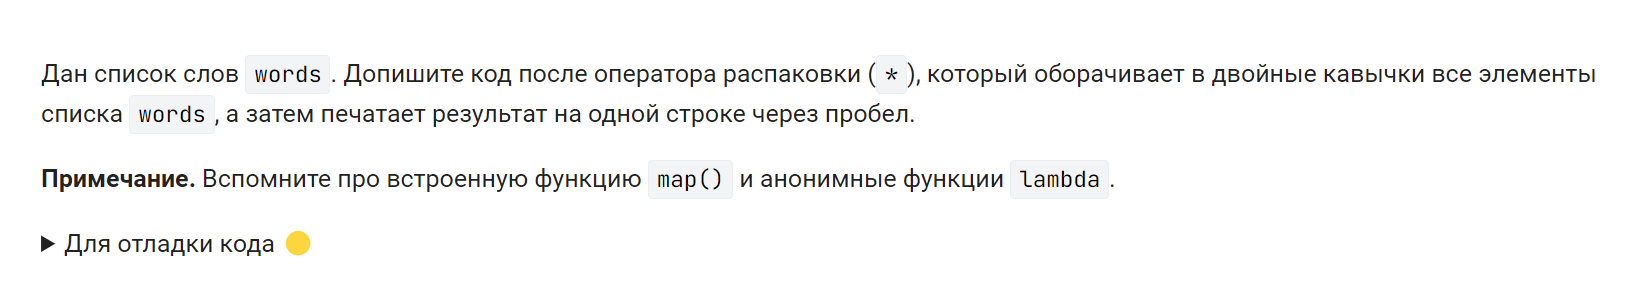 Дан список слов words. Допишите код после оператора распаковки (*), который оборачивает в двойные кавычки все элементы
списка words, а затем печатает результат на одной строке через пробел.
Примечание. Вспомните про встроенную функцию map() и анонимные функции lambda.
Для отладки кода